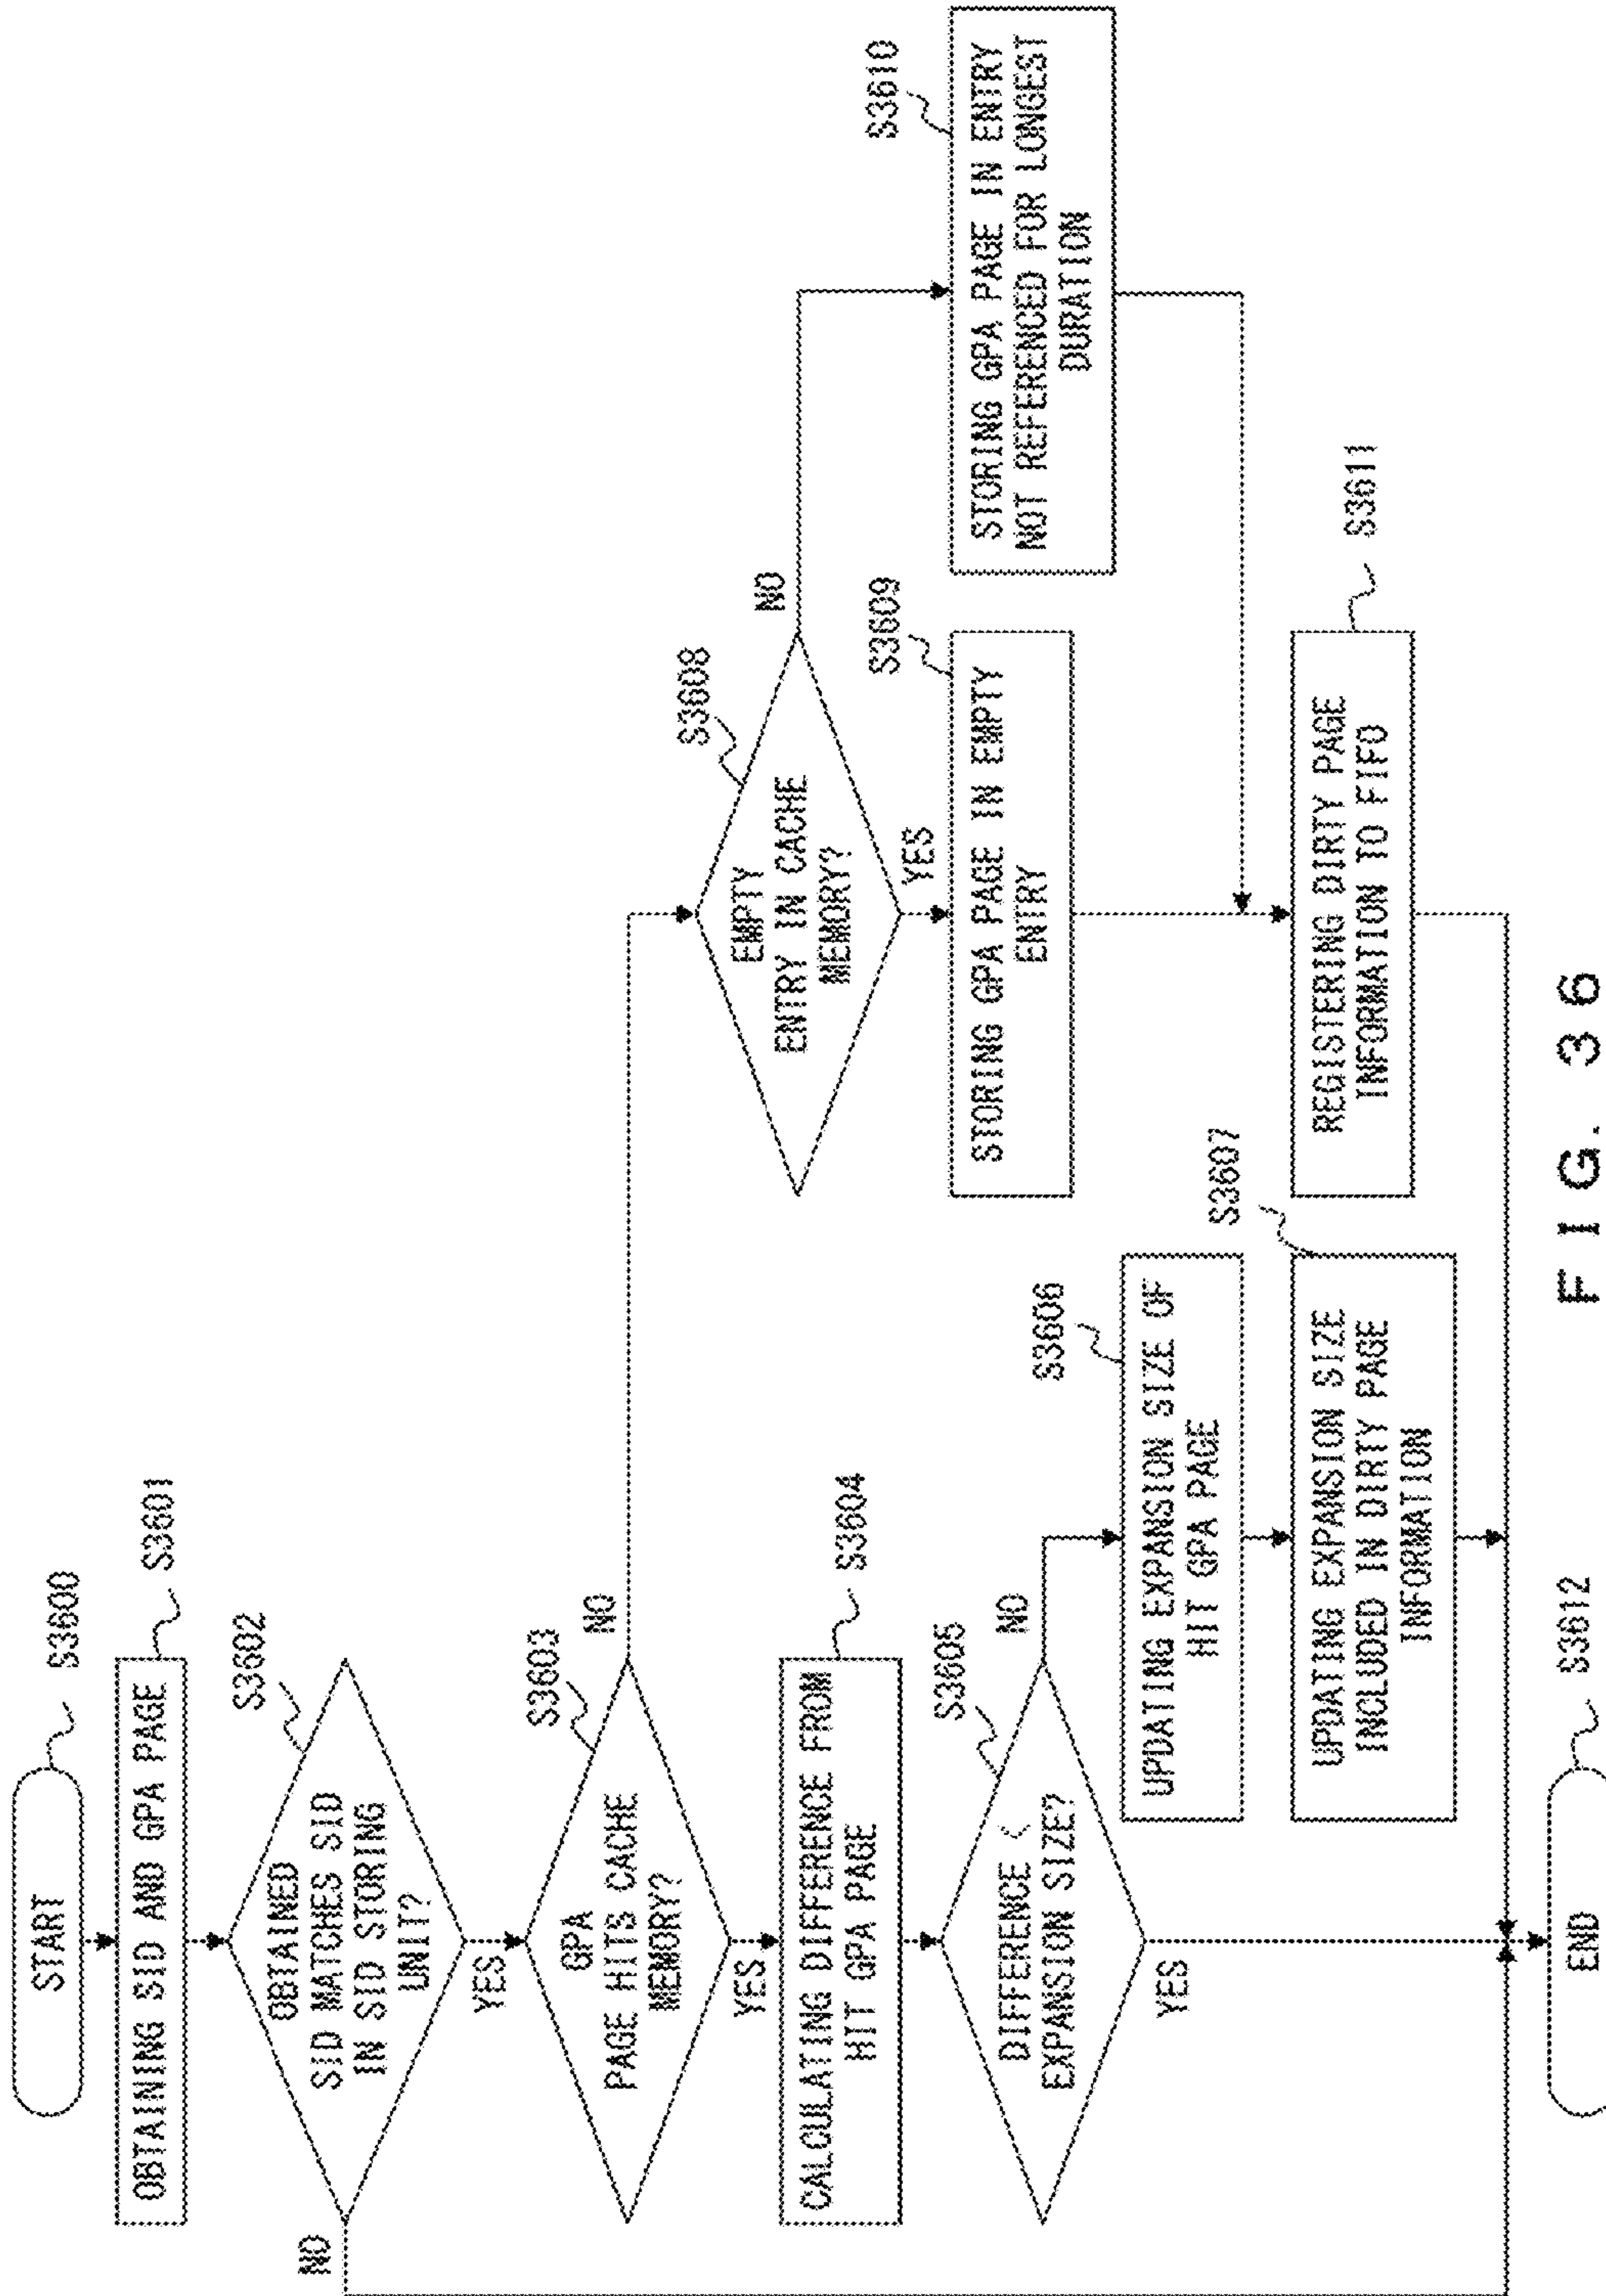 START
S3600
OBTAINING SID AND GPA PAGE
S3601
OBTAINED
SID MATCHES SID
IN SID STORING
UNIT?
S3602
NO
YES
GPA
PAGE HITS CACHE
MEMORY?
S3603
NO
YES
CALCULATING DIFFERENCE FROM
HIT GPA PAGE
S3604
DIFFERENCE <
EXPANSION SIZE?
S3605
NO
YES
UPDATING EXPANSION SIZE OF
HIT GPA PAGE
S3606
UPDATING EXPANSION SIZE
INCLUDED IN DIRTY PAGE
INFORMATION
S3607
EMPTY
ENTRY IN CACHE
MEMORY?
S3608
NO
YES
STORING GPA PAGE IN EMPTY
ENTRY
S3609
STORING GPA PAGE IN ENTRY
NOT REFERENCED FOR LONGEST
DURATION
S3610
REGISTERING DIRTY PAGE
INFORMATION TO FIFO
S3611
END
S3612
FIG. 36